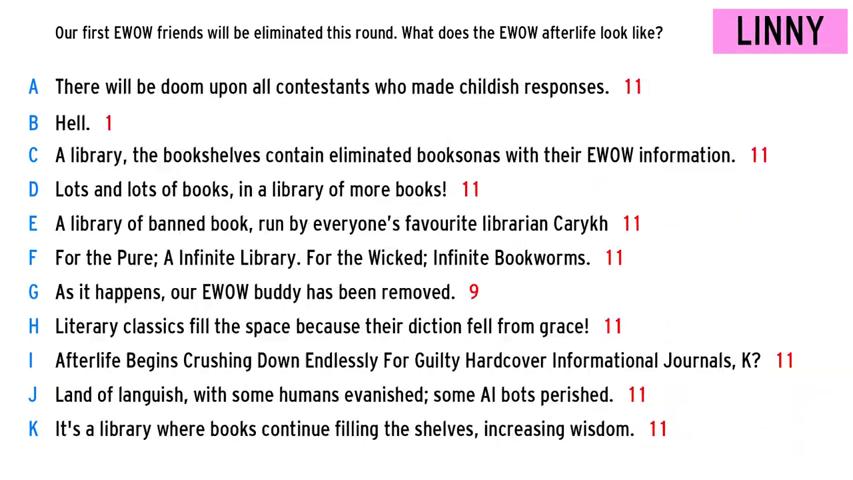 Our first EWOW friends will be eliminated this round. What does the EWOW afterlife look like?
LINNY
A There will be doom upon all contestants who made childish responses. 11
B Hell. 1
C A library, the bookshelves contain eliminated booksonas with their EWOW information. 11
D Lots and lots of books, in a library of more books! 11
E A library of banned book, run by everyone's favourite librarian Carykh 11
F For the Pure; A Infinite Library. For the Wicked; Infinite Bookworms. 11
G As it happens, our EWOW buddy has been removed. 9
H Literary classics fill the space because their diction fell from grace! 11
I Afterlife Begins Crushing Down Endlessly For Guilty Hardcover Informational Journals, K? 11
J Land of languish, with some humans evanished; some AI bots perished. 11
K It's a library where books continue filling the shelves, increasing wisdom. 11